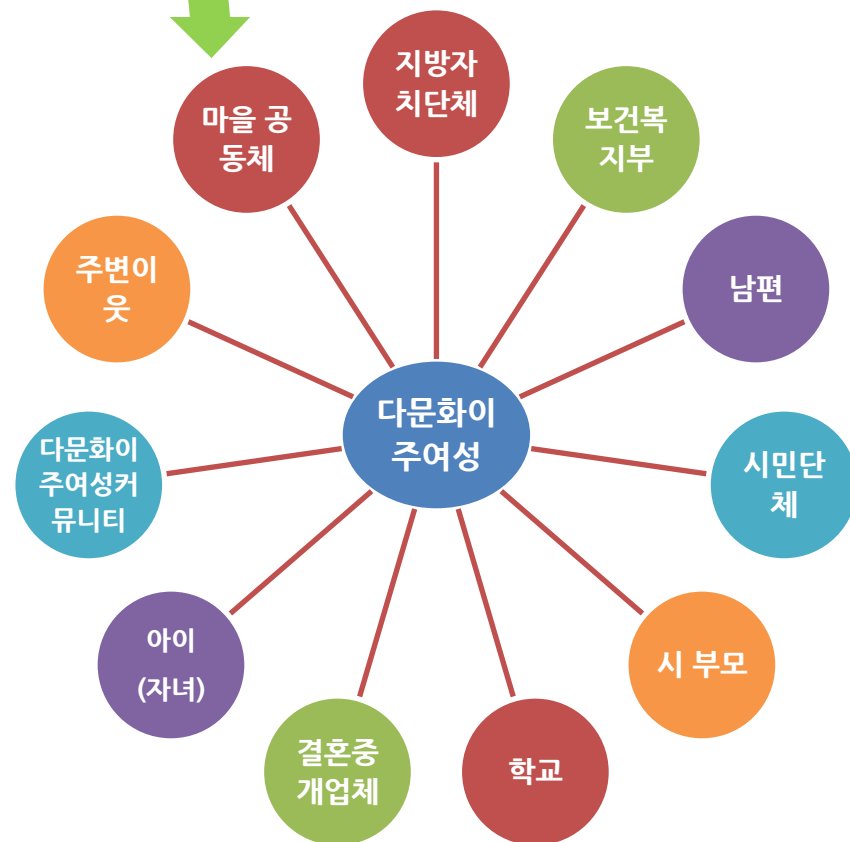 지방자
치단체
보건복
지부
남편
시민단
체
시 부모
학교
결혼중
개업체
아이
(자녀)
다문화이
주여성커
뮤니티
주변이
웃
마을 공
동체
다문화이
주여성